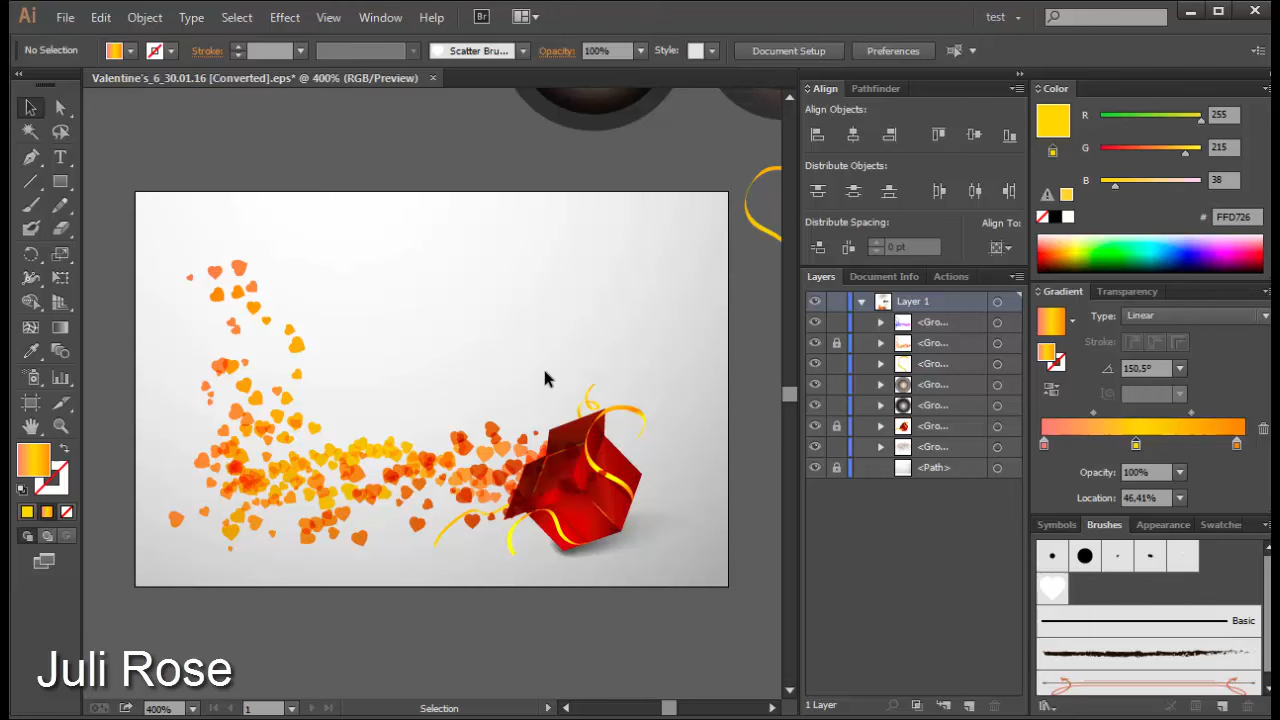 Ai File Edit Object Type Select Effect View Window Help Br test
No Selection Stroke: Scatter Bru... Opacity: 100% Style: Document Setup Preferences
Valentine's_6_30.01.16 [Converted].eps* @ 400% (RGB/Preview) ×
Align Pathfinder
Align Objects:
Distribute Objects:
Distribute Spacing: Align To:
0 pt
Layers Document Info Actions
Layer 1
<Gro...
<Gro...
<Gro...
<Gro...
<Gro...
<Gro...
<Gro...
<Path>
1 Layer
Color
R 255
G 215
B 38
# FFD726
Gradient Transparency
Type: Linear
Stroke:
150,5°
Opacity: 100%
Location: 46,41%
Symbols Brushes Appearance Swatches
Basic
Juli Rose
400% 1 Selection